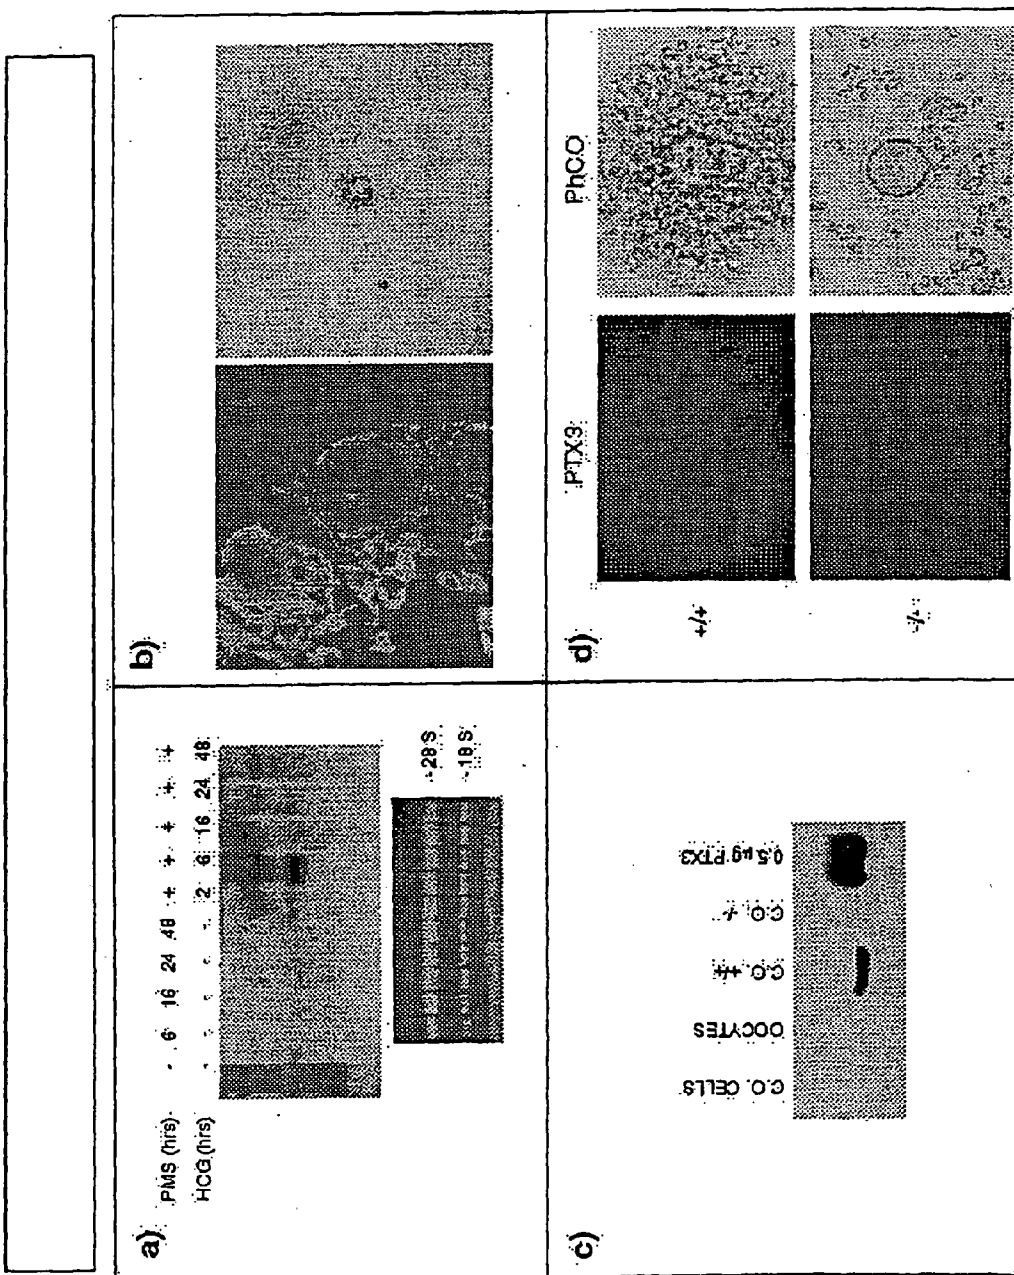 a)
PMS (hrs) - 6 16 24 48 + + + + +
HCG (hrs) - - - - - 2 6 16 24 48
-28 S
-18 S
b)
c)
C.O. CELLS
OOCYTES
C.O. +/+
C.O. -/-
0.5 µg PTX3
d)
PTX3
PhCO
+/+
-/-